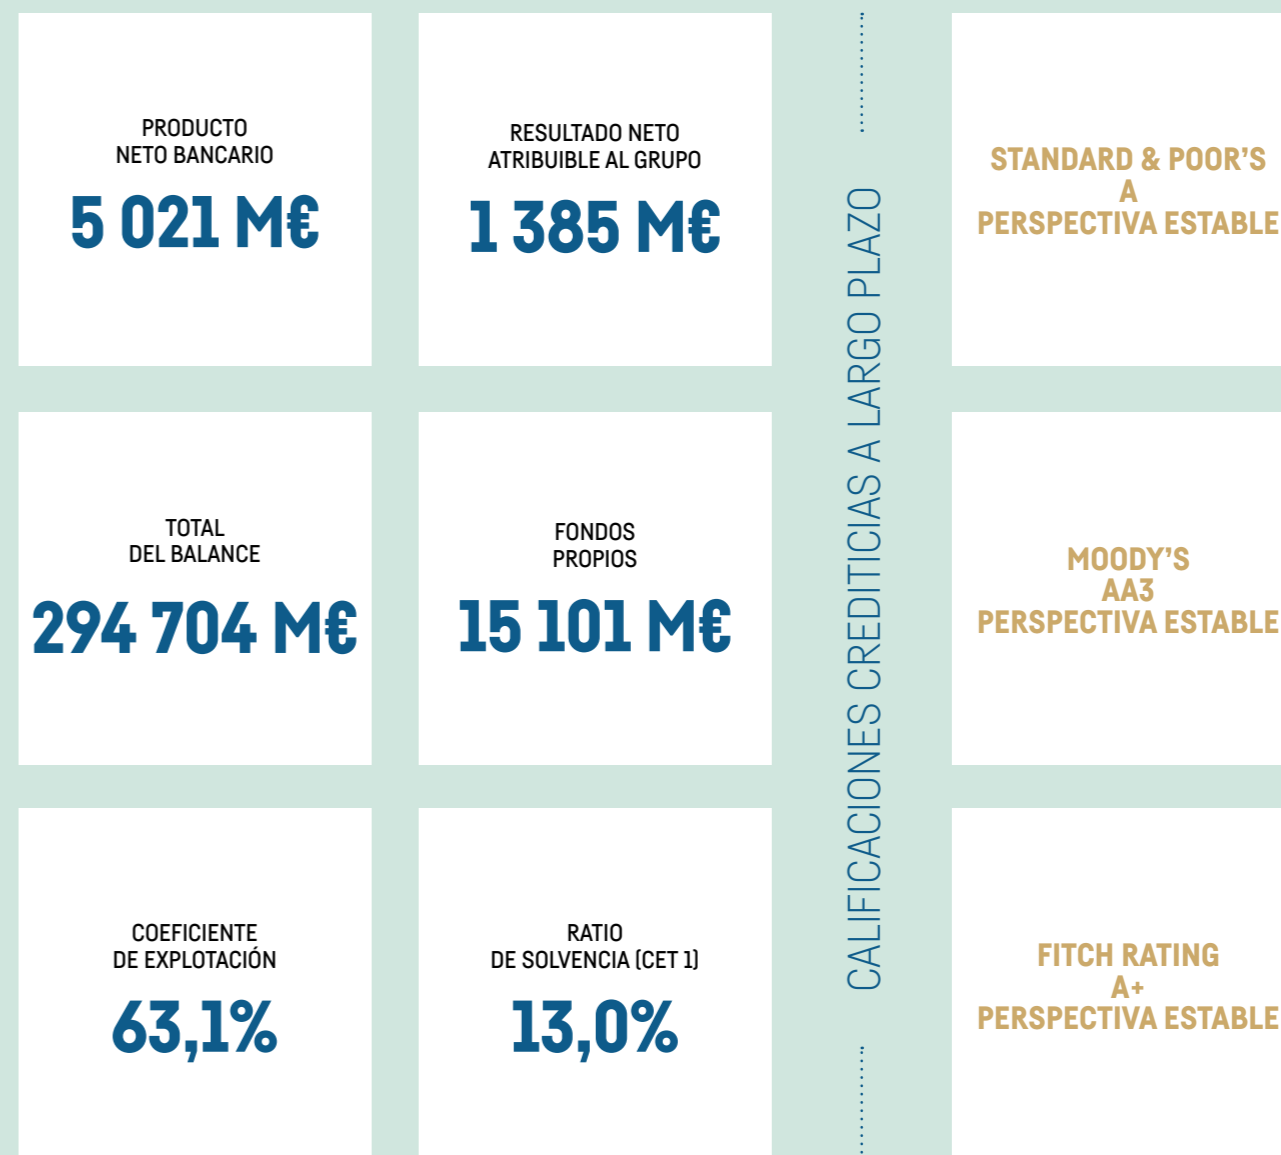 PRODUCTO
NETO BANCARIO
5 021 M€
RESULTADO NETO
ATRIBUIBLE AL GRUPO
1 385 M€
TOTAL
DEL BALANCE
294 704 M€
FONDOS
PROPIOS
15 101 M€
COEFICIENTE
DE EXPLOTACIÓN
63,1%
RATIO
DE SOLVENCIA (CET 1)
13,0%
CALIFICACIONES CREDITICIAS A LARGO PLAZO
STANDARD & POOR’S
A
PERSPECTIVA ESTABLE
MOODY’S
AA3
PERSPECTIVA ESTABLE
FITCH RATING
A+
PERSPECTIVA ESTABLE